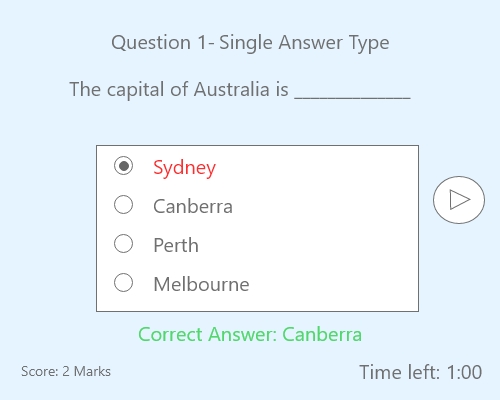 Question 1- Single Answer Type
The capital of Australia is ______________
Sydney
Canberra
Perth
Melbourne
Correct Answer: Canberra
Score: 2 Marks
Time left: 1:00